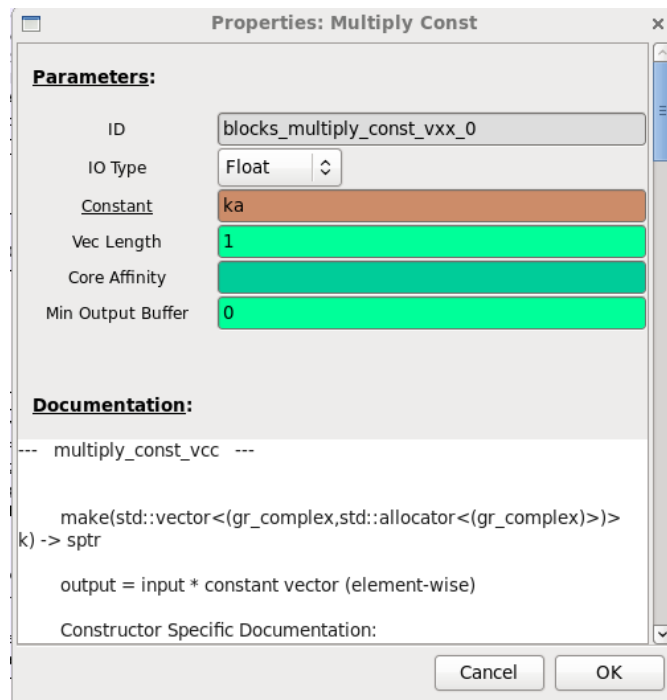 Properties: Multiply Const
Parameters:
ID blocks_multiply_const_vxx_0
IO Type Float
Constant ka
Vec Length 1
Core Affinity
Min Output Buffer 0
Documentation:
--- multiply_const_vcc ---
make(std::vector<(gr_complex,std::allocator<(gr_complex)>)>
k) -> sptr
output = input * constant vector (element-wise)
Constructor Specific Documentation:
Cancel OK